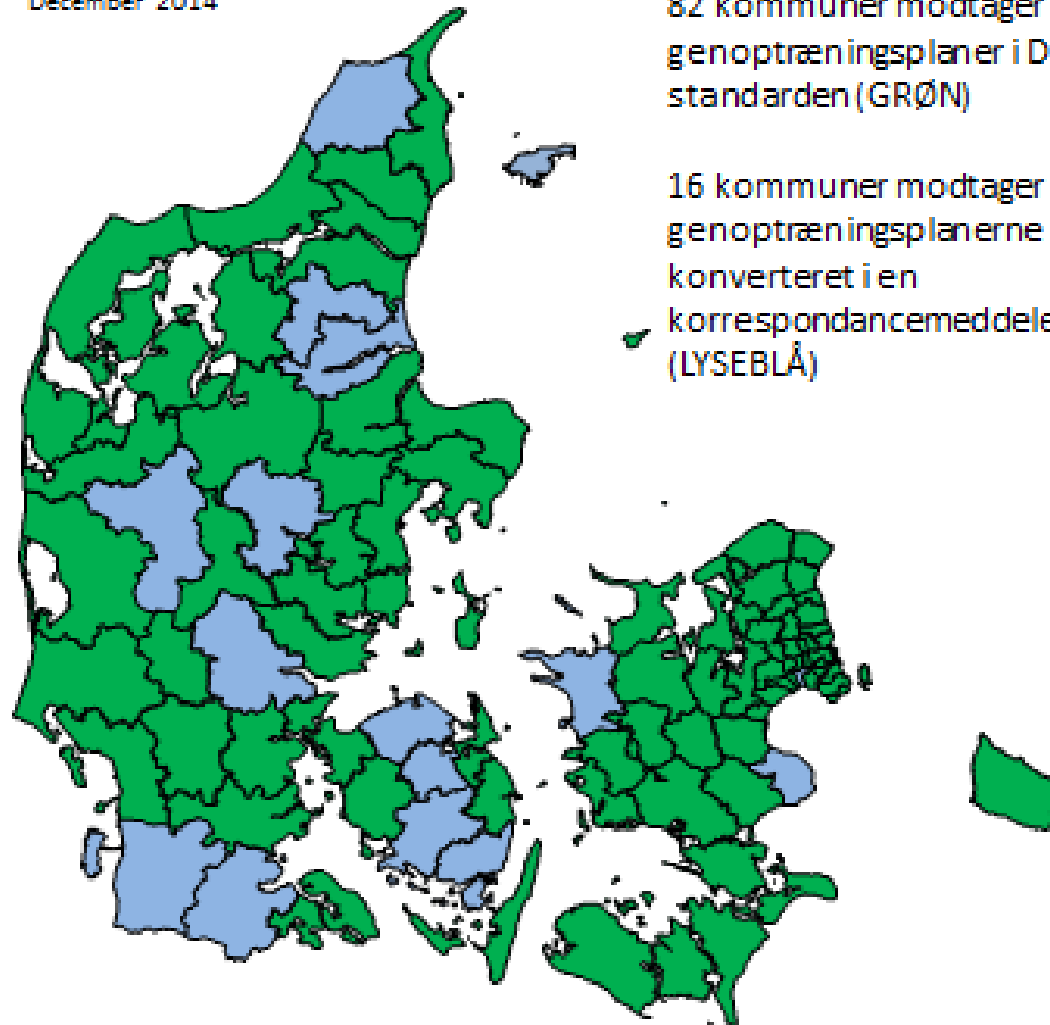 December 2014
82 kommuner modtager
genoptræningsplaner i D
standarden (GRØN)
16 kommuner modtager
genoptræningsplanerne
konverteret i en
korrespondancemeddele
(LYSEBLÅ)